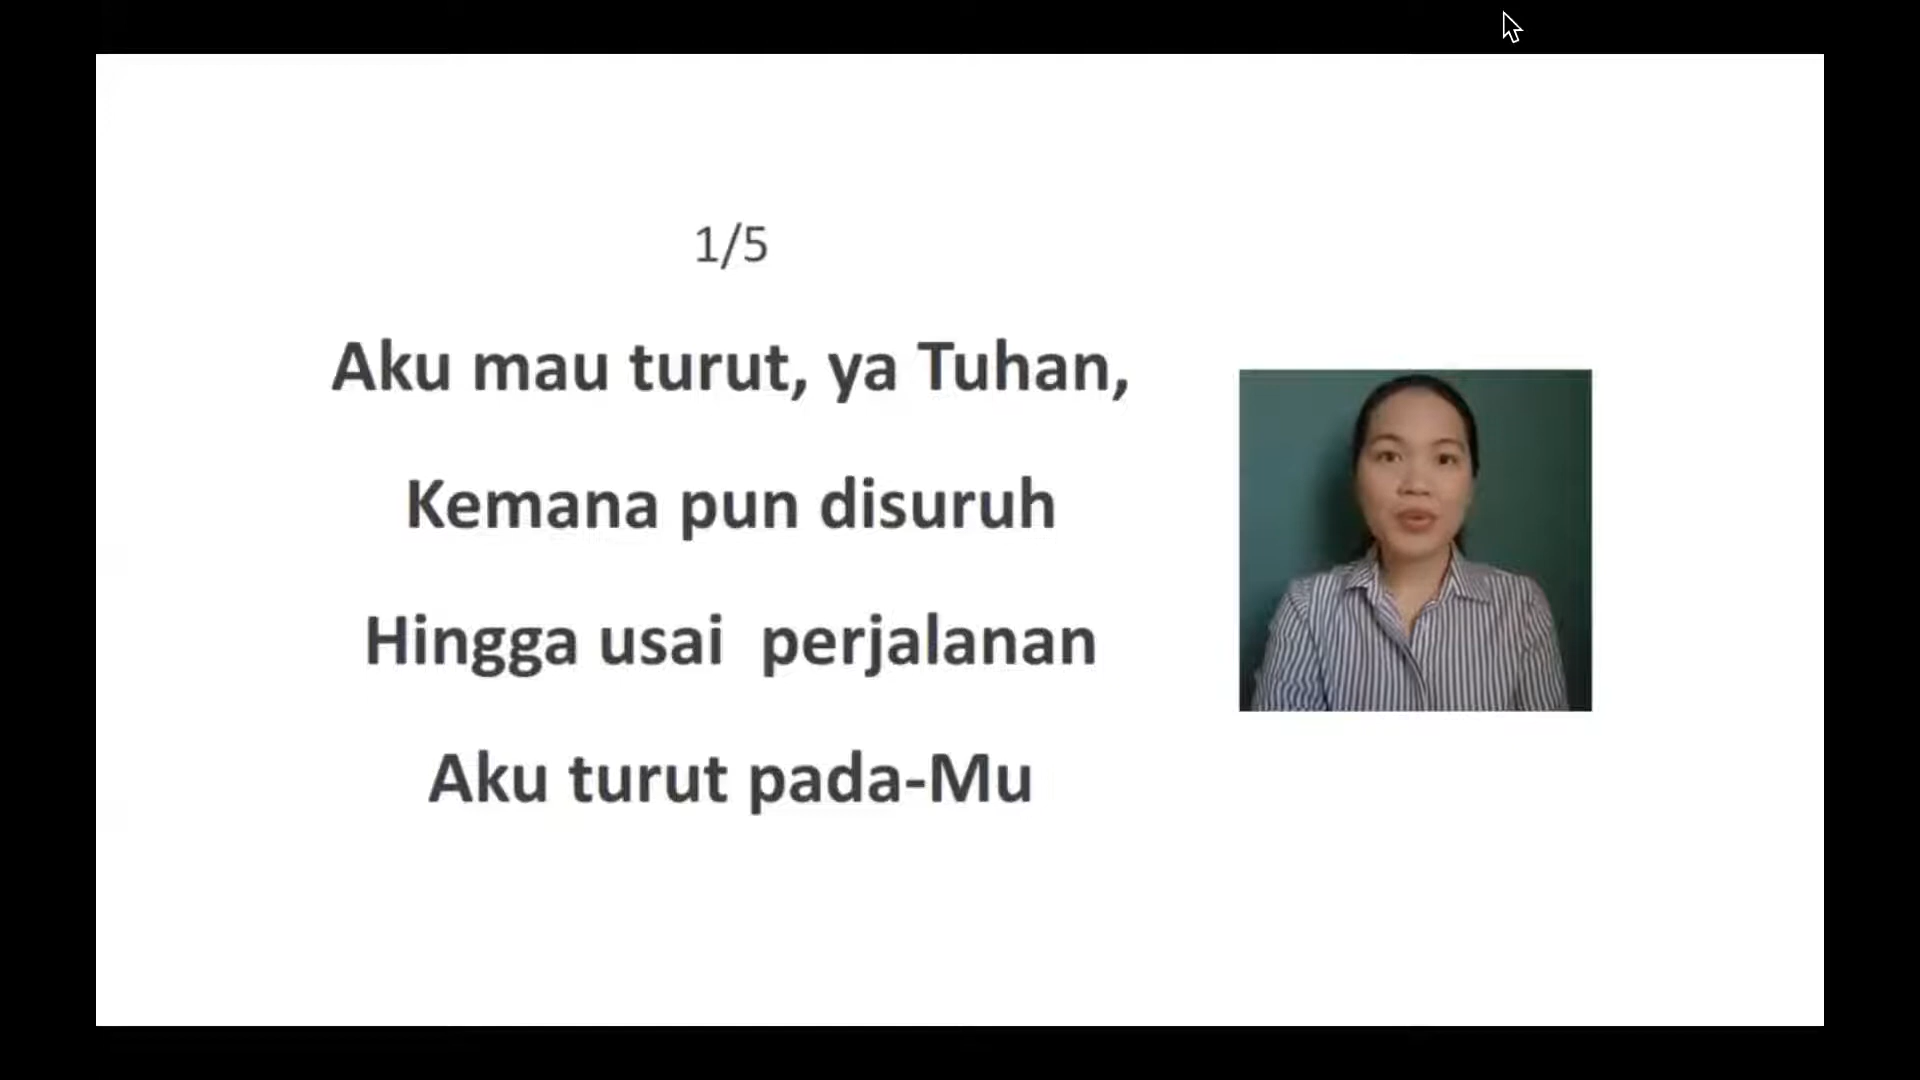 1/5
Aku mau turut, ya Tuhan,
Kemana pun disuruh
Hingga usai  perjalanan
Aku turut pada-Mu